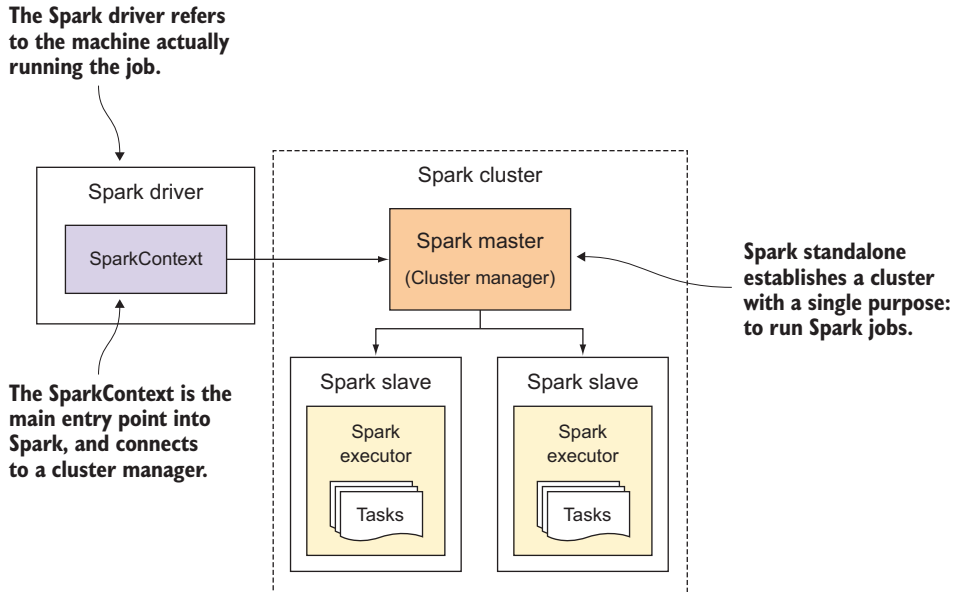 The Spark driver refers
to the machine actually
running the job.
Spark driver
SparkContext
The SparkContext is the
main entry point into
Spark, and connects
to a cluster manager.
Spark cluster
Spark master
(Cluster manager)
Spark standalone
establishes a cluster
with a single purpose:
to run Spark jobs.
Spark slave
Spark
executor
Tasks
Spark slave
Spark
executor
Tasks